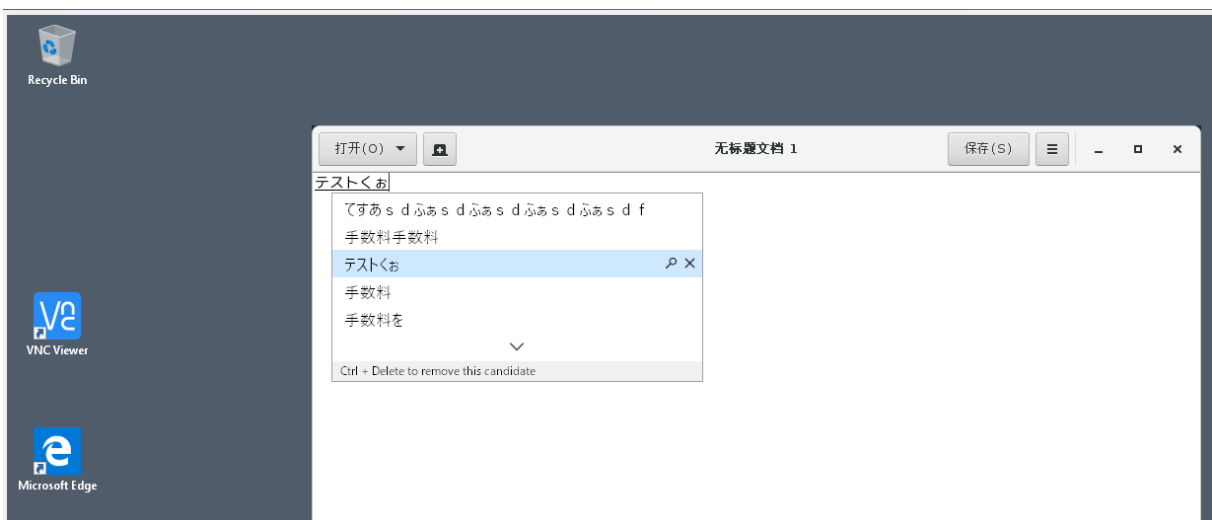 Recycle Bin
打开(O)
无标题文档 1
保存(S)
テストくぉ
てすあｓｄふぁｓｄふぁｓｄふぁｓｄふぁｓｄｆ
手数料手数料
テストくぉ
手数料
手数料を
Ctrl + Delete to remove this candidate
VNC Viewer
Microsoft Edge